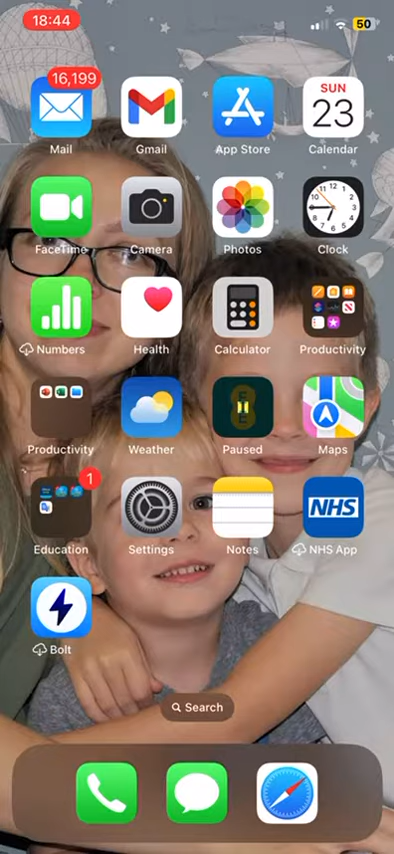 18:44
50
16,199
SUN
23
Mail
Gmail
App Store
Calendar
FaceTime
Camera
Photos
Clock
Numbers
Health
Calculator
Productivity
Productivity
Weather
Paused
Maps
1
NHS
Education
Settings
Notes
NHS App
Bolt
Search